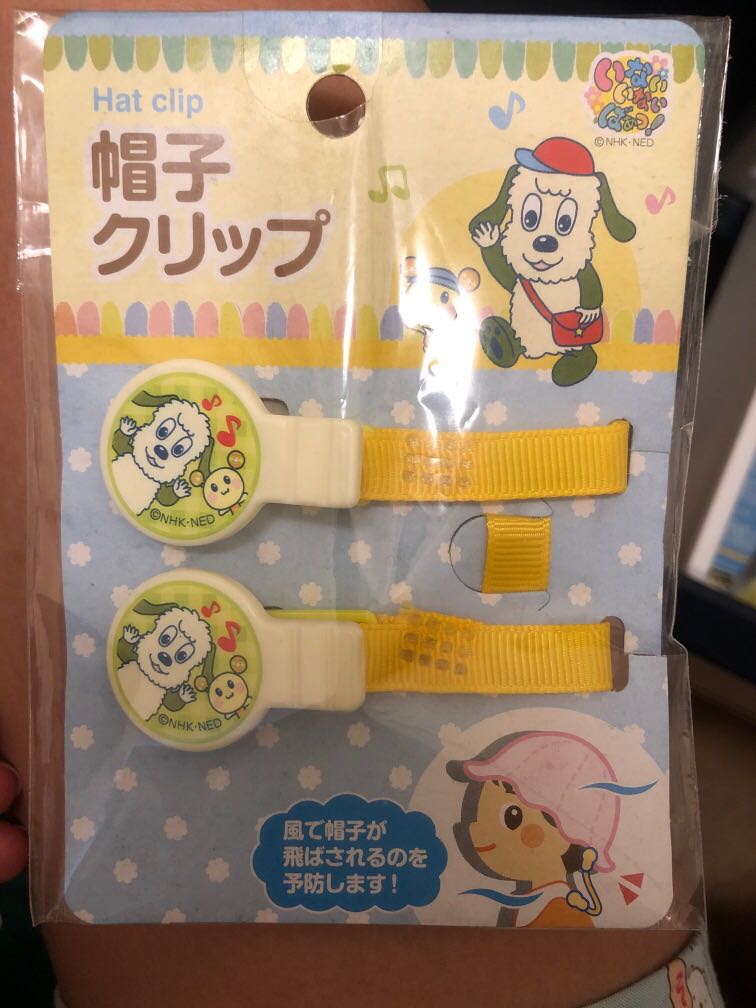 Hat clip
帽子
クリップ
いない
いない
ばあっ!
©NHK・NED
©NHK・NED
©NHK・NED
風で帽子が
飛ばされるのを
予防します!